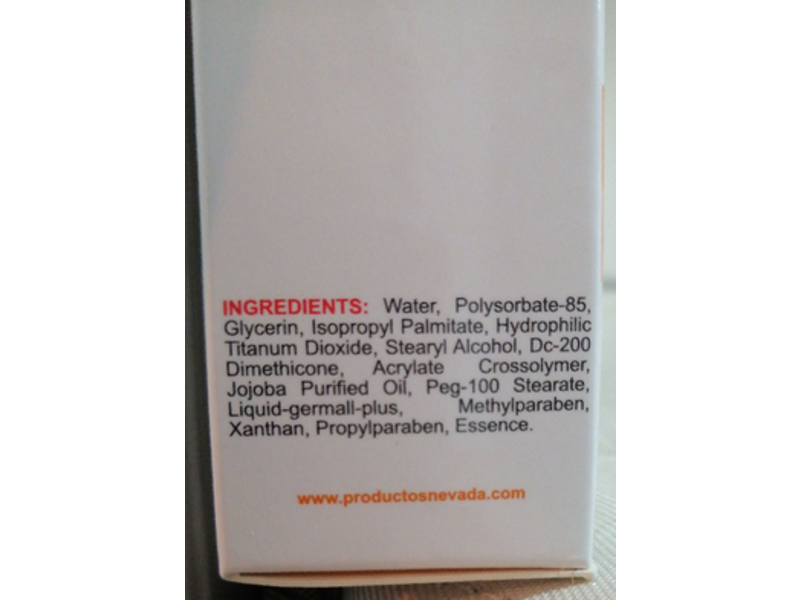 INGREDIENTS: Water, Polysorbate-85,
Glycerin, Isopropyl Palmitate, Hydrophilic
Titanum Dioxide, Stearyl Alcohol, Dc-200
Dimethicone, Acrylate Crossolymer,
Jojoba Purified Oil, Peg-100 Stearate,
Liquid-germall-plus, Methylparaben,
Xanthan, Propylparaben, Essence.
www.productosnevada.com